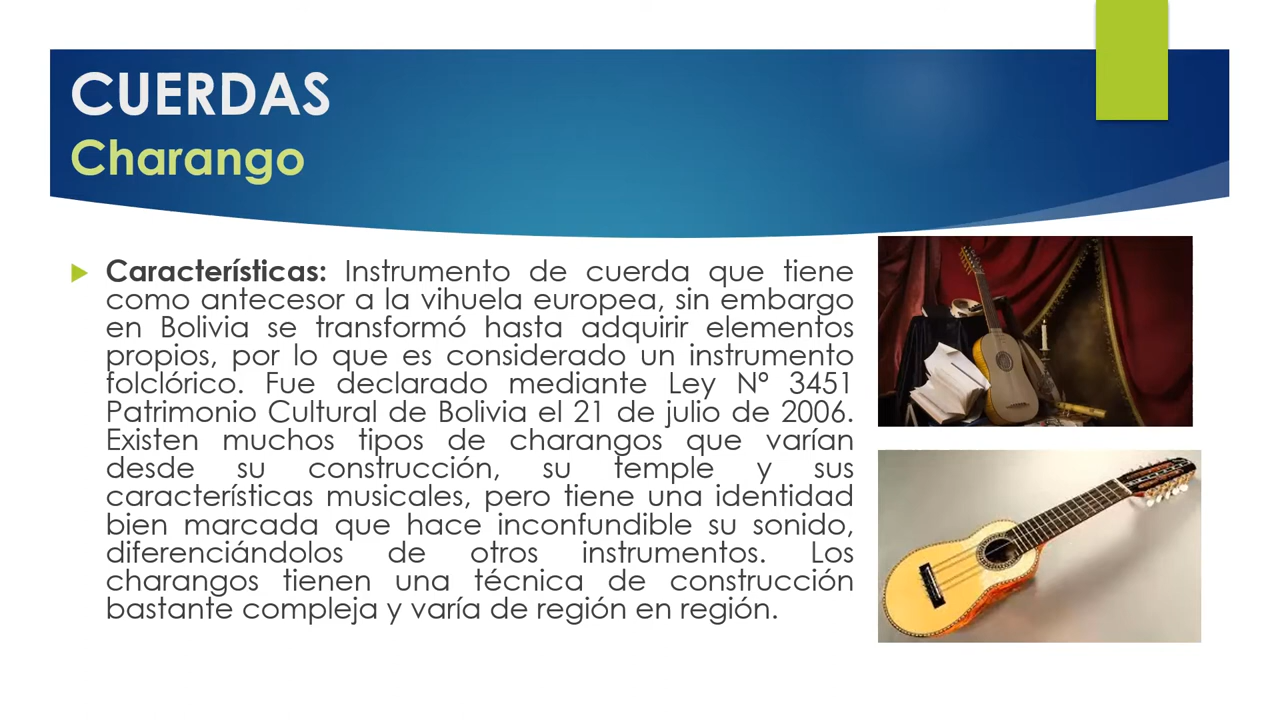 CUERDAS
Charango
Características: Instrumento de cuerda que tiene
como antecesor a la vihuela europea, sin embargo
en Bolivia se transformó hasta adquirir elementos
propios, por lo que es considerado un instrumento
folclórico. Fue declarado mediante Ley Nº 3451
Patrimonio Cultural de Bolivia el 21 de julio de 2006.
Existen muchos tipos de charangos que varían
desde su construcción, su temple y sus
características musicales, pero tiene una identidad
bien marcada que hace inconfundible su sonido,
diferenciándolos de otros instrumentos. Los
charangos tienen una técnica de construcción
bastante compleja y varía de región en región.